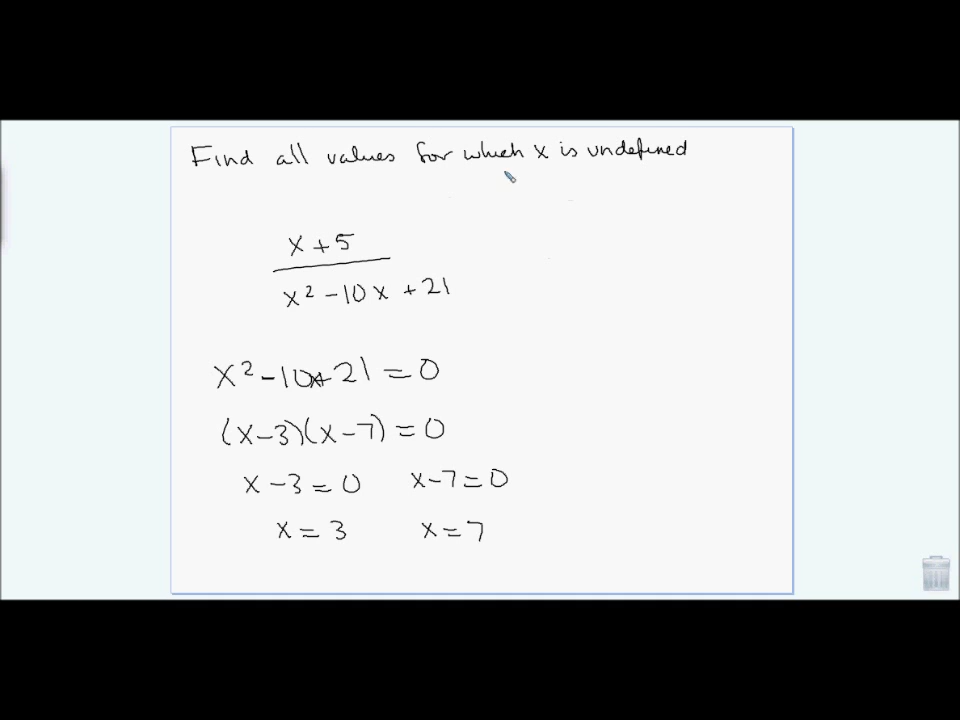 Find all values for which x is undefined
x + 5
x² - 10x + 21
x² - 10x + 21 = 0
(x - 3)(x - 7) = 0
x - 3 = 0 x - 7 = 0
x = 3 x = 7